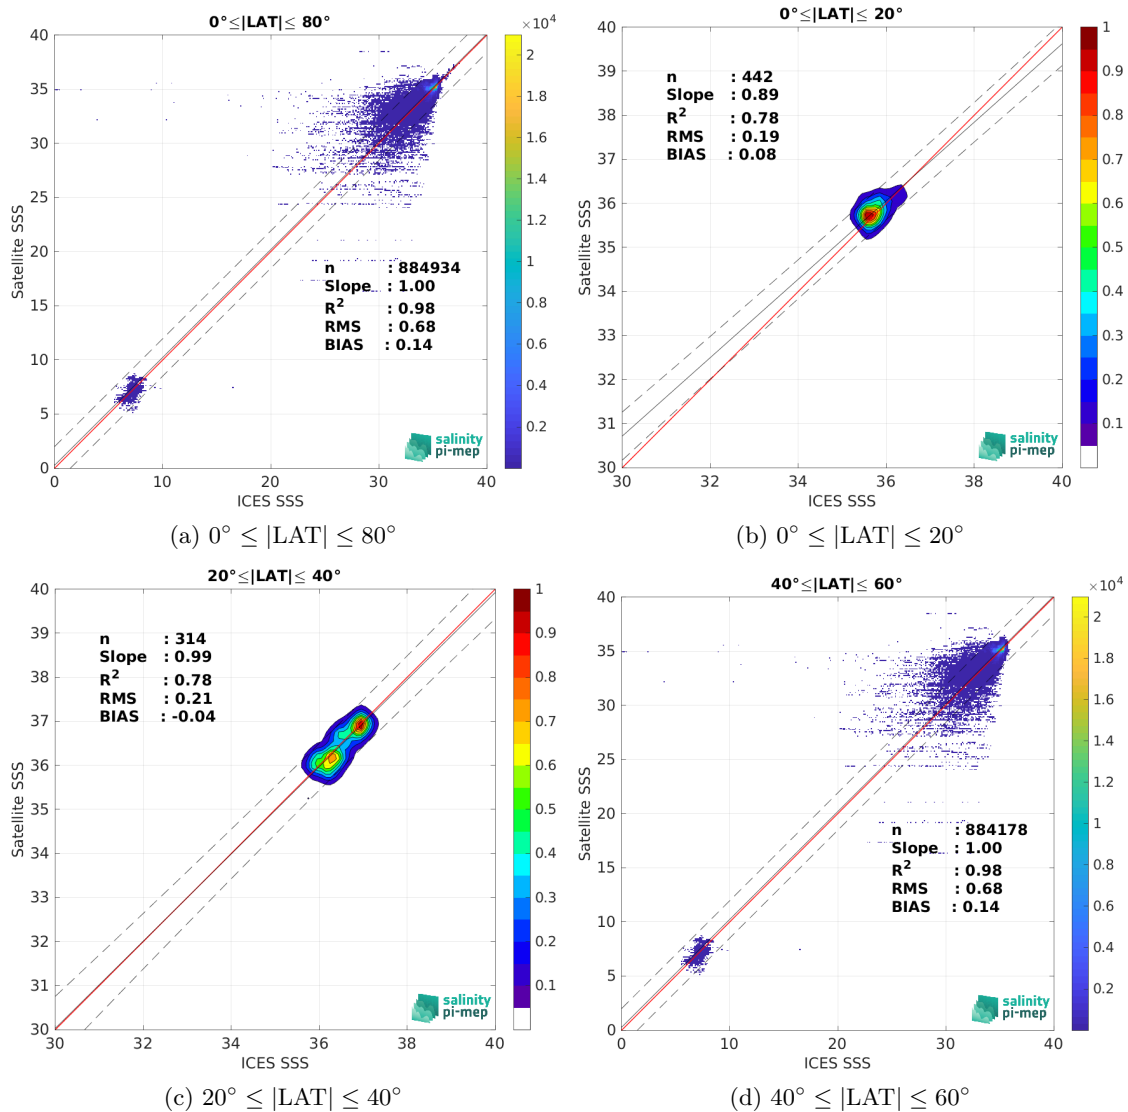 0°≤|LAT|≤ 80°
×10⁴
40
35
30
25
20
15
10
5
0
0
10
20
30
40
Satellite SSS
ICES SSS
n : 884934
Slope : 1.00
R² : 0.98
RMS : 0.68
BIAS : 0.14
2
1.8
1.6
1.4
1.2
1
0.8
0.6
0.4
0.2
salinity
pi-mep
(a) 0° ≤ |LAT| ≤ 80°
0°≤|LAT|≤ 20°
40
39
38
37
36
35
34
33
32
31
30
30
32
34
36
38
40
Satellite SSS
ICES SSS
n : 442
Slope : 0.89
R² : 0.78
RMS : 0.19
BIAS : 0.08
1
0.9
0.8
0.7
0.6
0.5
0.4
0.3
0.2
0.1
salinity
pi-mep
(b) 0° ≤ |LAT| ≤ 20°
20°≤|LAT|≤ 40°
40
39
38
37
36
35
34
33
32
31
30
30
32
34
36
38
40
Satellite SSS
ICES SSS
n : 314
Slope : 0.99
R² : 0.78
RMS : 0.21
BIAS : -0.04
1
0.9
0.8
0.7
0.6
0.5
0.4
0.3
0.2
0.1
salinity
pi-mep
(c) 20° ≤ |LAT| ≤ 40°
40°≤|LAT|≤ 60°
×10⁴
40
35
30
25
20
15
10
5
0
0
10
20
30
40
Satellite SSS
ICES SSS
n : 884178
Slope : 1.00
R² : 0.98
RMS : 0.68
BIAS : 0.14
2
1.8
1.6
1.4
1.2
1
0.8
0.6
0.4
0.2
salinity
pi-mep
(d) 40° ≤ |LAT| ≤ 60°